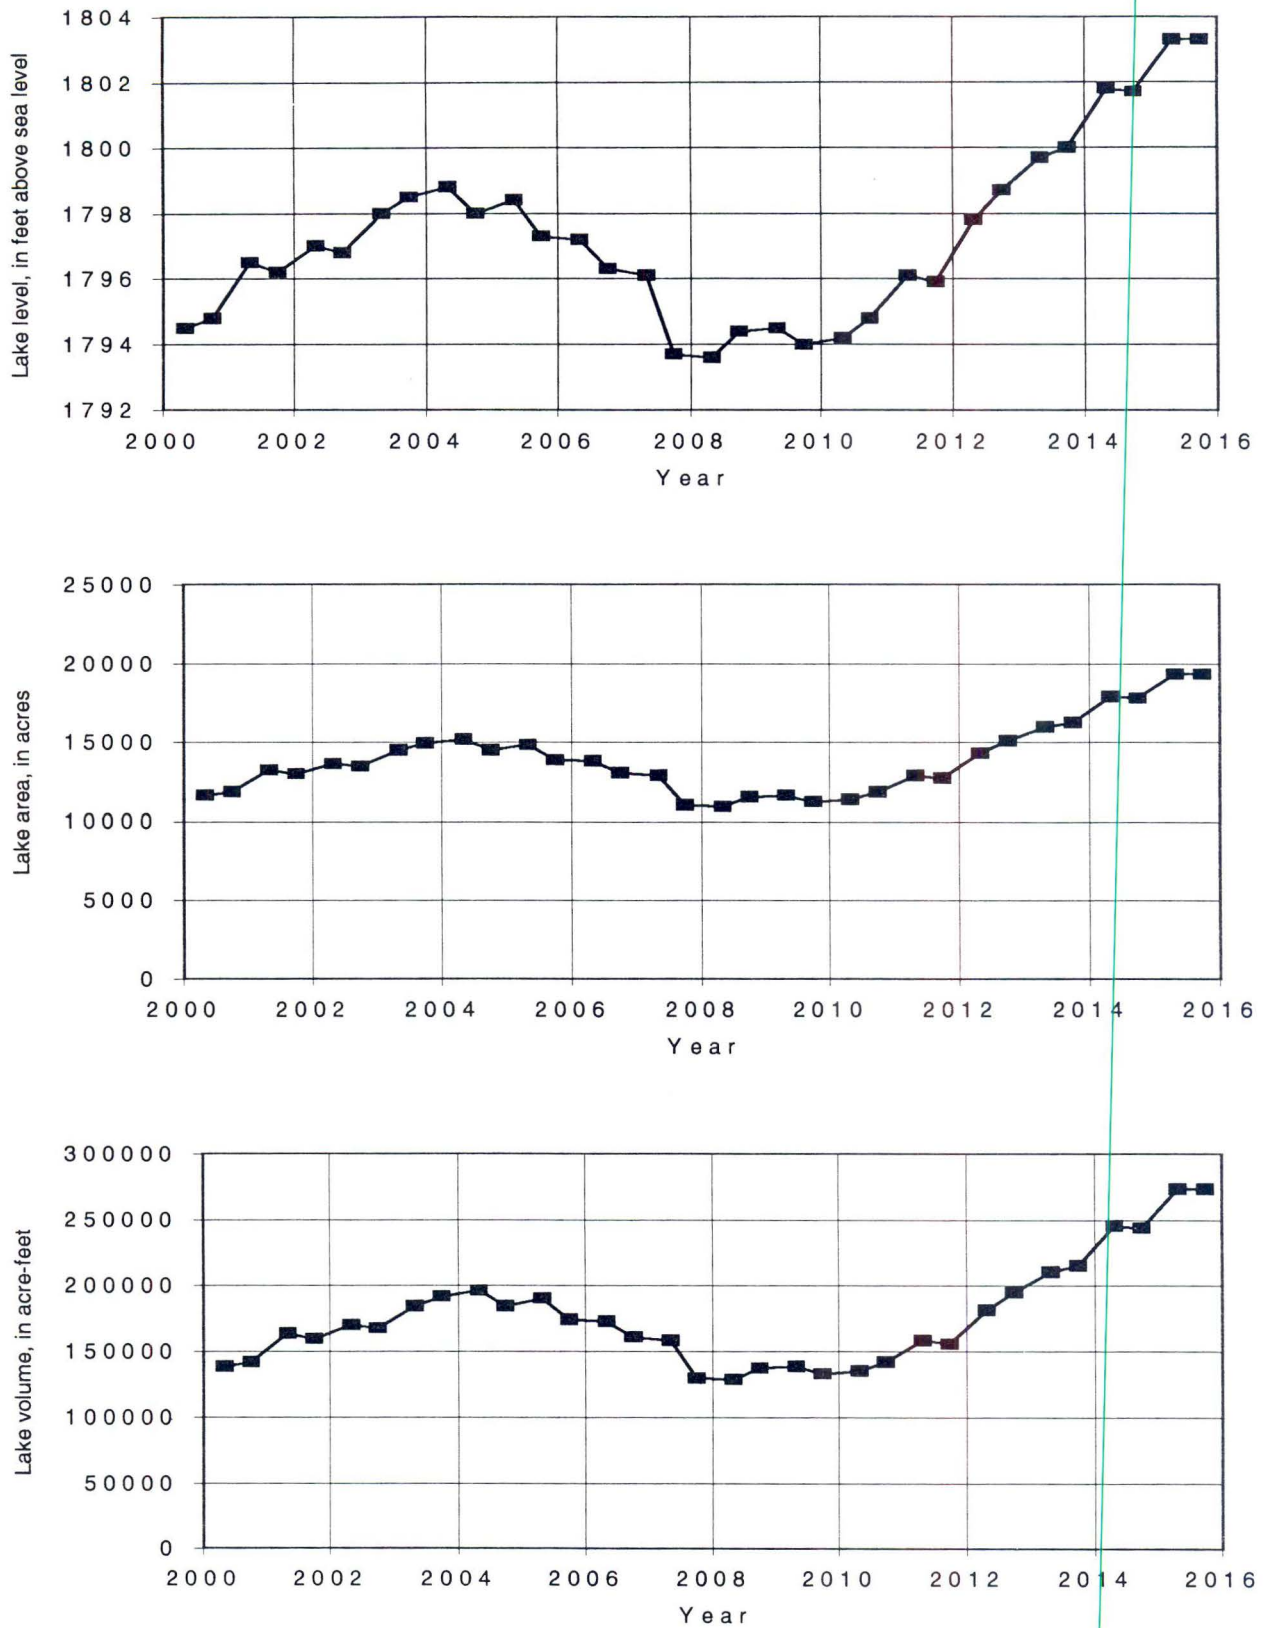 Lake level, in feet above sea level
1804
1802
1800
1798
1796
1794
1792
2000 2002 2004 2006 2008 2010 2012 2014 2016
Year
Lake area, in acres
25000
20000
15000
10000
5000
0
2000 2002 2004 2006 2008 2010 2012 2014 2016
Year
Lake volume, in acre-feet
300000
250000
200000
150000
100000
50000
0
2000 2002 2004 2006 2008 2010 2012 2014 2016
Year